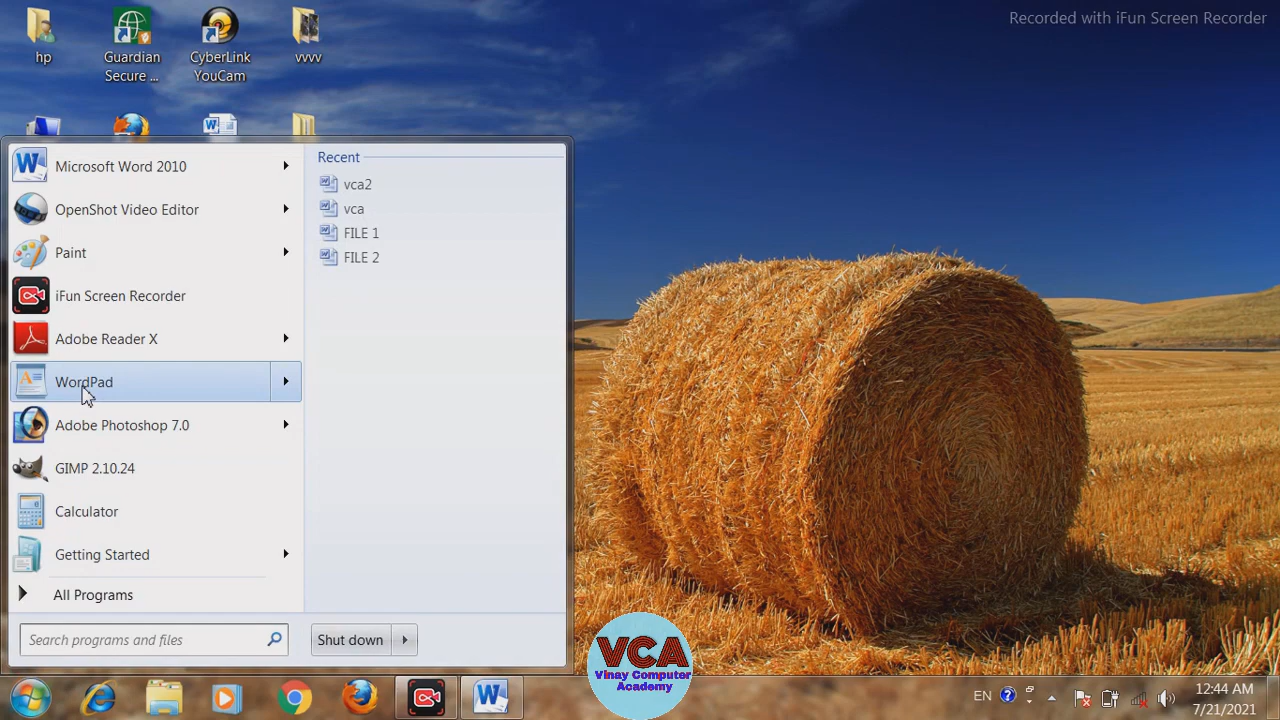 Recorded with iFun Screen Recorder
hp
Guardian
Secure ...
CyberLink
YouCam
vvvv
Microsoft Word 2010
OpenShot Video Editor
Paint
iFun Screen Recorder
Adobe Reader X
WordPad
Adobe Photoshop 7.0
GIMP 2.10.24
Calculator
Getting Started
All Programs
Search programs and files
Recent
vca2
vca
FILE 1
FILE 2
Shut down
VCA
Vinay Computer
Academy
EN
12:44 AM
7/21/2021